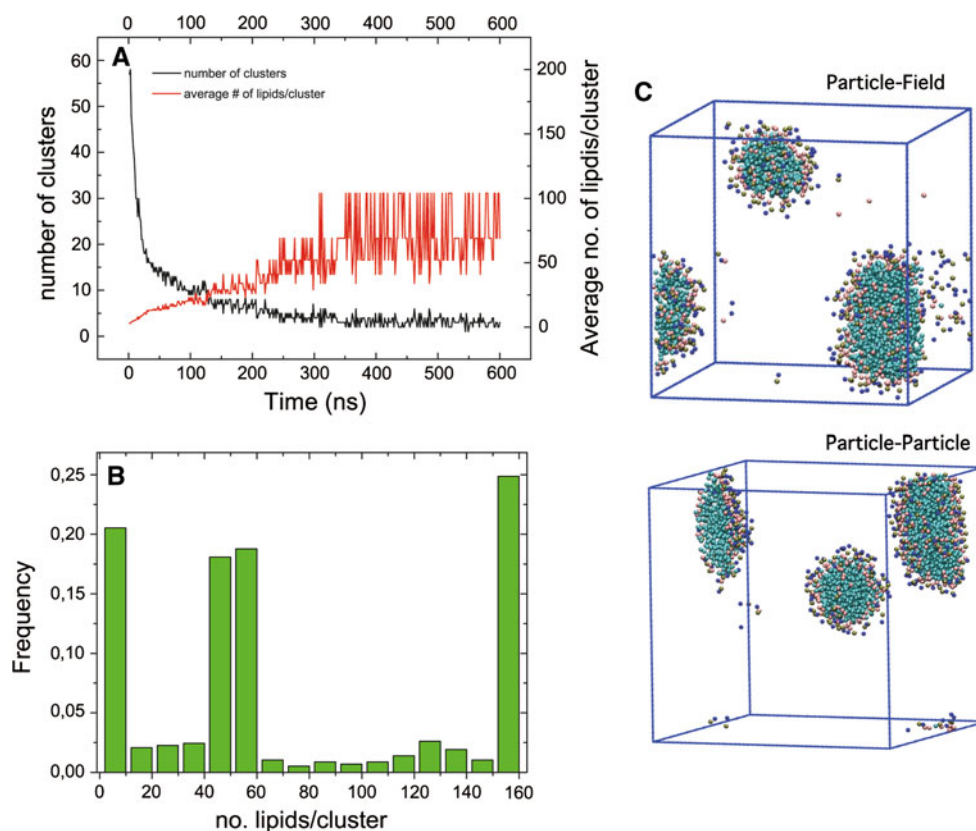 0 100 200 300 400 500 600
A
number of clusters
average # of lipids/cluster
60
50
40
30
20
10
0
number of clusters
200
150
100
50
0
Average no. of lipdis/cluster
0 100 200 300 400 500 600
Time (ns)
B
0,25
0,20
0,15
0,10
0,05
0,00
Frequency
0 20 40 60 80 100 120 140 160
no. lipids/cluster
C
Particle-Field
Particle-Particle